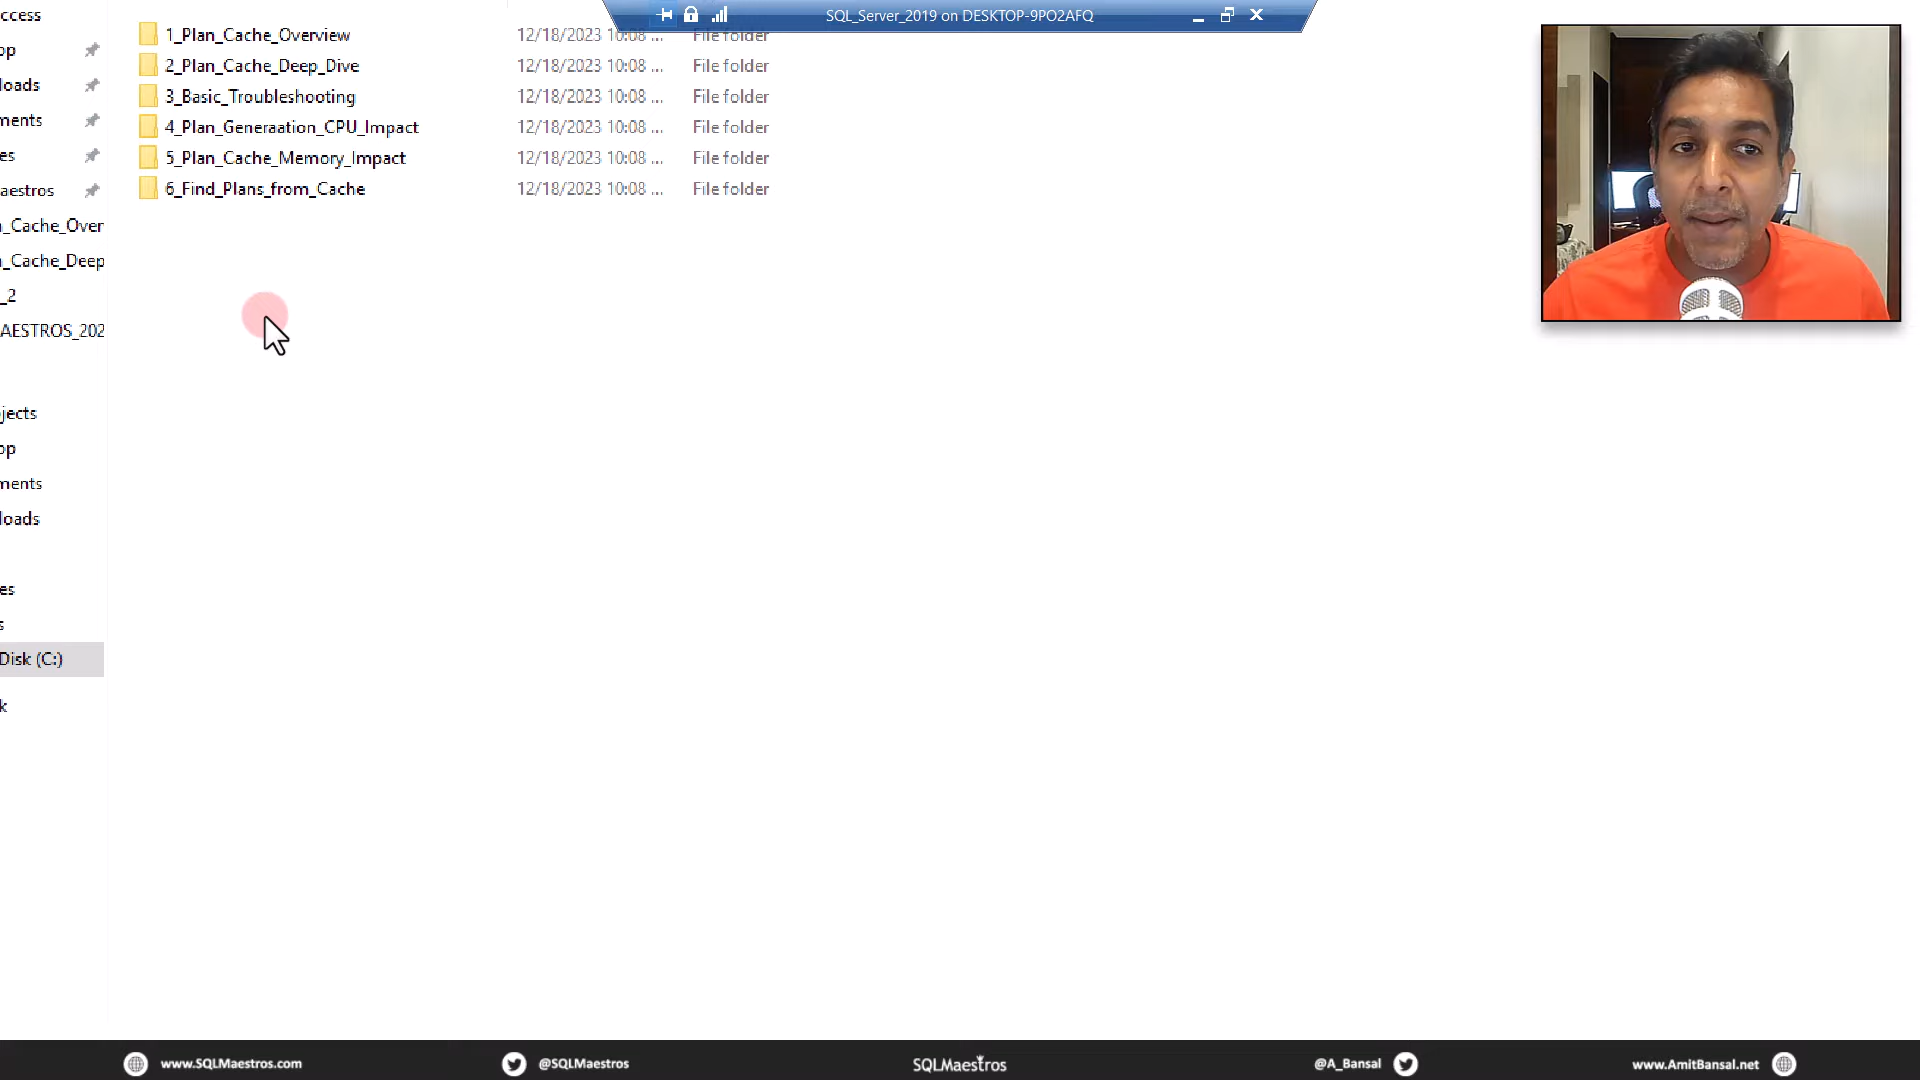 SQL_Server_2019 on DESKTOP-9PO2AFQ
1_Plan_Cache_Overview 12/18/2023 10:08 ... File folder
2_Plan_Cache_Deep_Dive 12/18/2023 10:08 ... File folder
3_Basic_Troubleshooting 12/18/2023 10:08 ... File folder
4_Plan_Generaation_CPU_Impact 12/18/2023 10:08 ... File folder
5_Plan_Cache_Memory_Impact 12/18/2023 10:08 ... File folder
6_Find_Plans_from_Cache 12/18/2023 10:08 ... File folder
ccess
op
loads
ments
es
aestros
_Cache_Over
_Cache_Deep
_2
AESTROS_202
jects
op
ments
loads
es
s
Disk (C:)
k
www.SQLMaestros.com @SQLMaestros SQLMaestros @A_Bansal www.AmitBansal.net